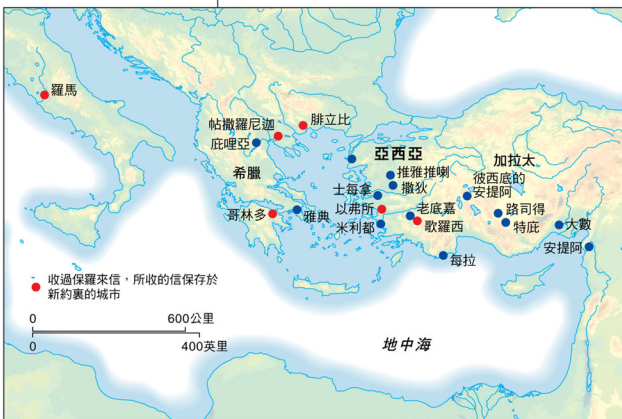 羅馬
帖撒羅尼迦
腓立比
庇哩亞
希臘
亞西亞
加拉太
推雅推喇
撒狄
彼西底的
安提阿
士每拿
以弗所
老底嘉
路司得
哥林多
雅典
米利都
歌羅西
特庇
大數
安提阿
每拉
收過保羅來信，所收的信保存於
新約裏的城市
0 600公里
0 400英里
地中海